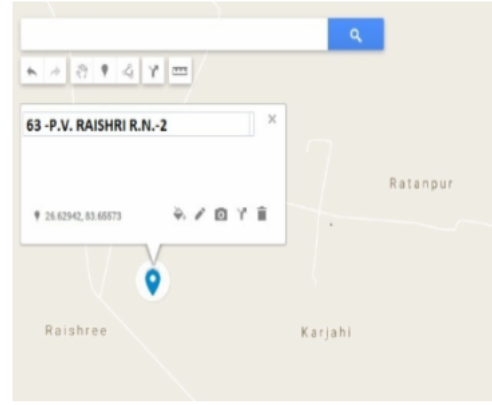 63 -P.V. RAISHRI R.N.-2
Ratanpur
26.62942, 83.65573
Raishree
Karjahi